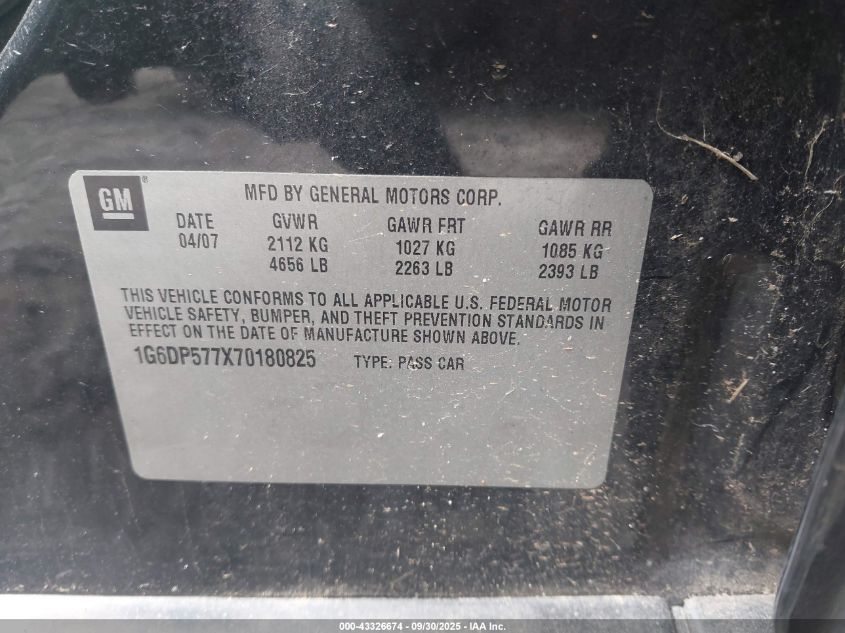 GM®
MFD BY GENERAL MOTORS CORP.
DATE GVWR GAWR FRT GAWR RR
04/07 2112 KG 1027 KG 1085 KG
4656 LB 2263 LB 2393 LB
THIS VEHICLE CONFORMS TO ALL APPLICABLE U.S. FEDERAL MOTOR
VEHICLE SAFETY, BUMPER, AND THEFT PREVENTION STANDARDS IN
EFFECT ON THE DATE OF MANUFACTURE SHOWN ABOVE.
1G6DP577X70180825 TYPE: PASS CAR
000-43326674 - 09/30/2025 - IAA Inc.